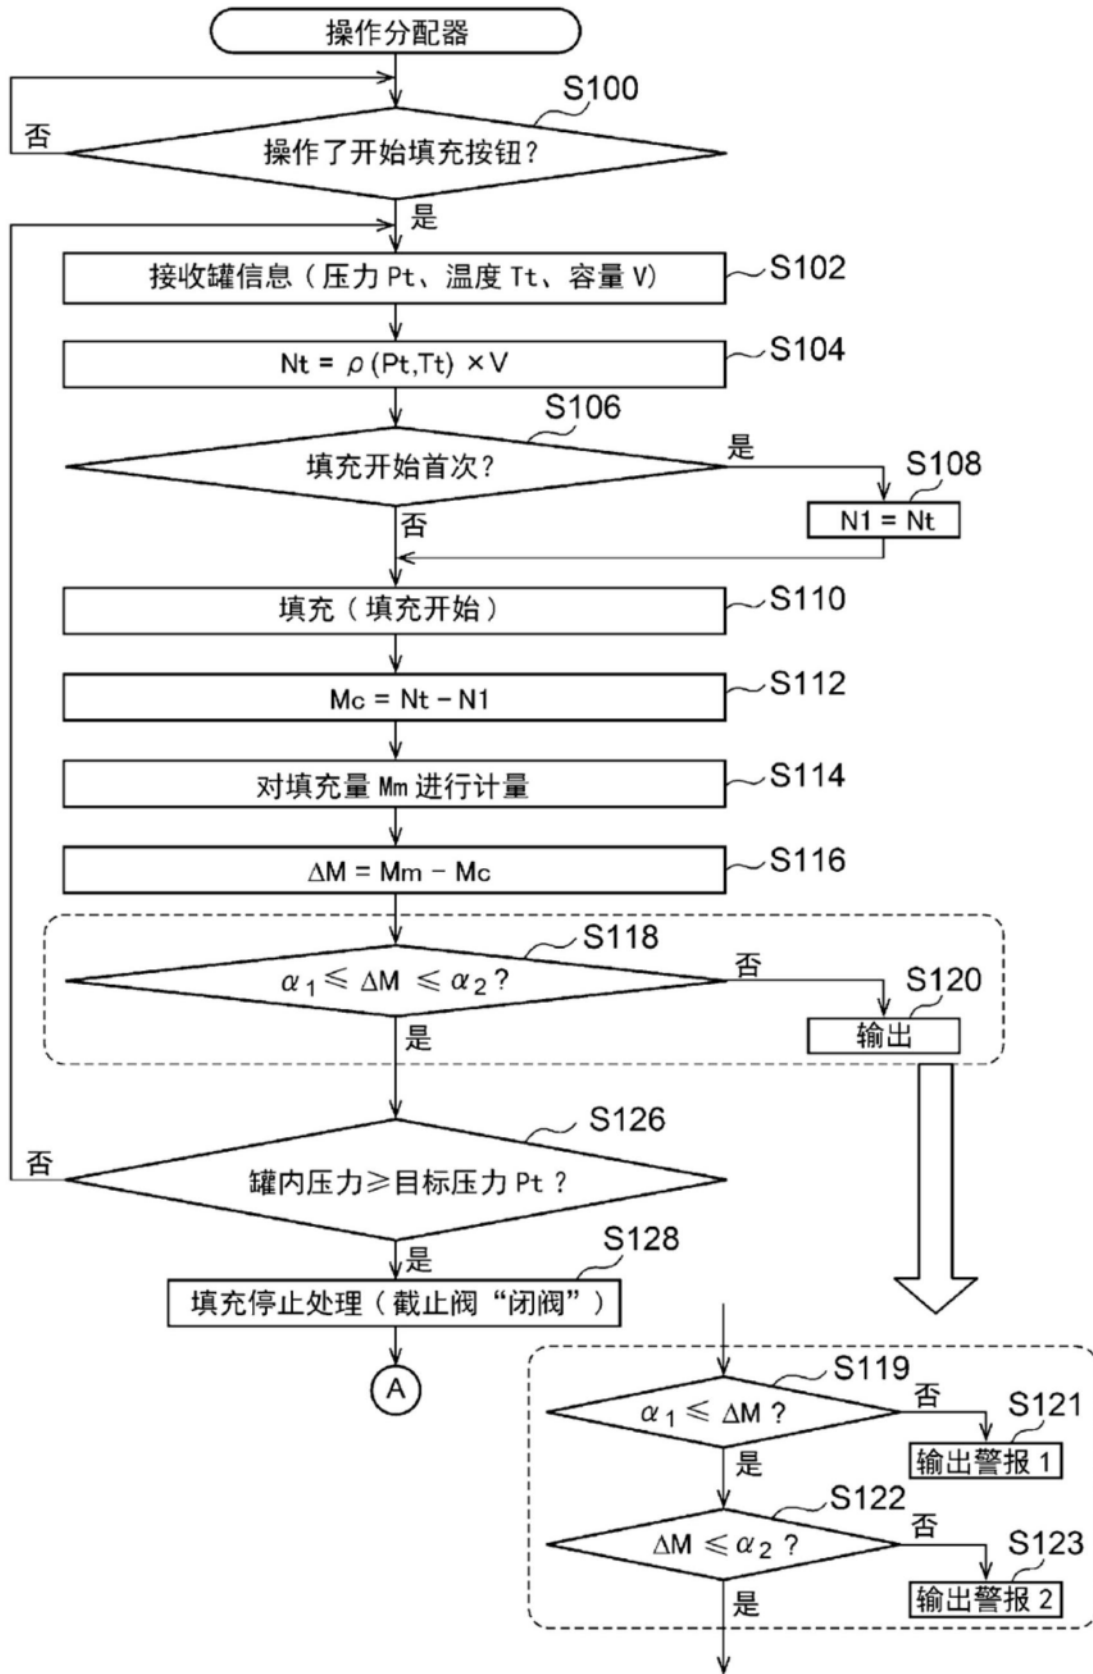 操作分配器
S100
否
操作了开始填充按钮?
是
接收罐信息(压力 Pt、温度 Tt、容量 V)
S102
Nt = ρ(Pt,Tt) × V
S104
S106
填充开始首次?
是
S108
N1 = Nt
否
填充(填充开始)
S110
Mc = Nt − N1
S112
对填充量 Mm 进行计量
S114
ΔM = Mm − Mc
S116
S118
α₁ ≤ ΔM ≤ α₂ ?
否
S120
输出
是
S126
否
罐内压力≥目标压力 Pt ?
是
S128
填充停止处理(截止阀“闭阀”)
A
S119
α₁ ≤ ΔM ?
否
S121
输出警报 1
是
S122
ΔM ≤ α₂ ?
否
S123
输出警报 2
是